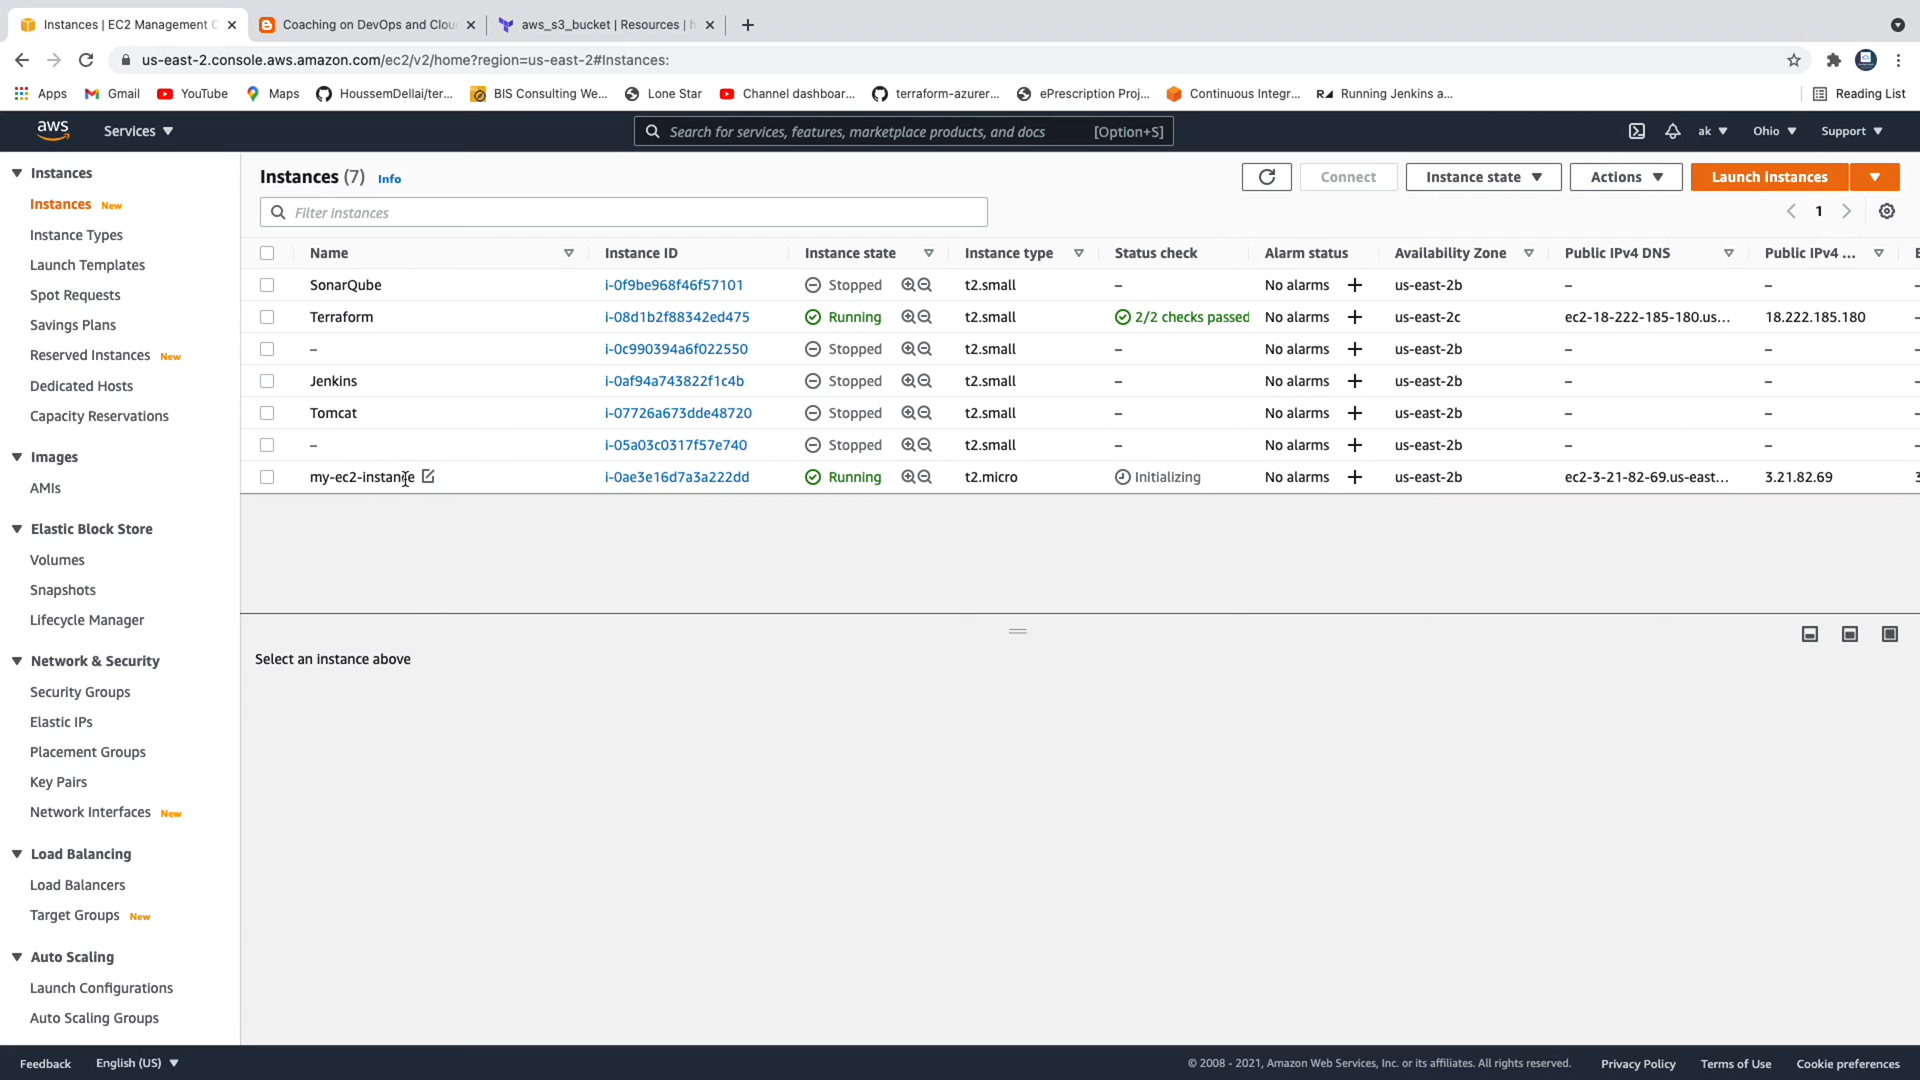 Instances | EC2 Management C
Coaching on DevOps and Clou
aws_s3_bucket | Resources | h
us-east-2.console.aws.amazon.com/ec2/v2/home?region=us-east-2#Instances:
Apps Gmail YouTube Maps HoussemDellai/ter... BIS Consulting We... Lone Star Channel dashboar... terraform-azurer... ePrescription Proj... Continuous Integr... Running Jenkins a... Reading List
aws Services Search for services, features, marketplace products, and docs [Option+S] ak Ohio Support
Instances
Instances New
Instance Types
Launch Templates
Spot Requests
Savings Plans
Reserved Instances New
Dedicated Hosts
Capacity Reservations
Images
AMIs
Elastic Block Store
Volumes
Snapshots
Lifecycle Manager
Network & Security
Security Groups
Elastic IPs
Placement Groups
Key Pairs
Network Interfaces New
Load Balancing
Load Balancers
Target Groups New
Auto Scaling
Launch Configurations
Auto Scaling Groups
Instances (7) Info Connect Instance state Actions Launch instances
Filter instances 1
Name Instance ID Instance state Instance type Status check Alarm status Availability Zone Public IPv4 DNS Public IPv4 ...
SonarQube i-0f9be968f46f57101 Stopped t2.small – No alarms + us-east-2b – –
Terraform i-08d1b2f88342ed475 Running t2.small 2/2 checks passed No alarms + us-east-2c ec2-18-222-185-180.us... 18.222.185.180 –
– i-0c990394a6f022550 Stopped t2.small – No alarms + us-east-2b – – –
Jenkins i-0af94a743822f1c4b Stopped t2.small – No alarms + us-east-2b – – –
Tomcat i-07726a673dde48720 Stopped t2.small – No alarms + us-east-2b – – –
– i-05a03c0317f57e740 Stopped t2.small – No alarms + us-east-2b – – –
my-ec2-instance i-0ae3e16d7a3a222dd Running t2.micro Initializing No alarms + us-east-2b ec2-3-21-82-69.us-east... 3.21.82.69
Select an instance above
Feedback English (US) © 2008 - 2021, Amazon Web Services, Inc. or its affiliates. All rights reserved. Privacy Policy Terms of Use Cookie preferences